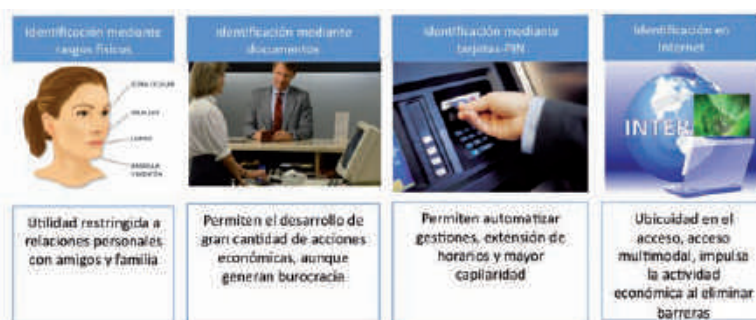 Identificación mediante
rasgos físicos
Identificación mediante
documentos
Identificación mediante
tarjetas-PIN
Identificación en
Internet
LABIOS
INTER
Utilidad restringida a
relaciones personales
con amigos y familia
Permiten el desarrollo de
gran cantidad de acciones
económicas, aunque
generan burocracia
Permiten automatizar
gestiones, extensión de
horarios y mayor
capilaridad
Ubicuidad en el
acceso, acceso
multimodal, impulsa
la actividad
económica al eliminar
barreras